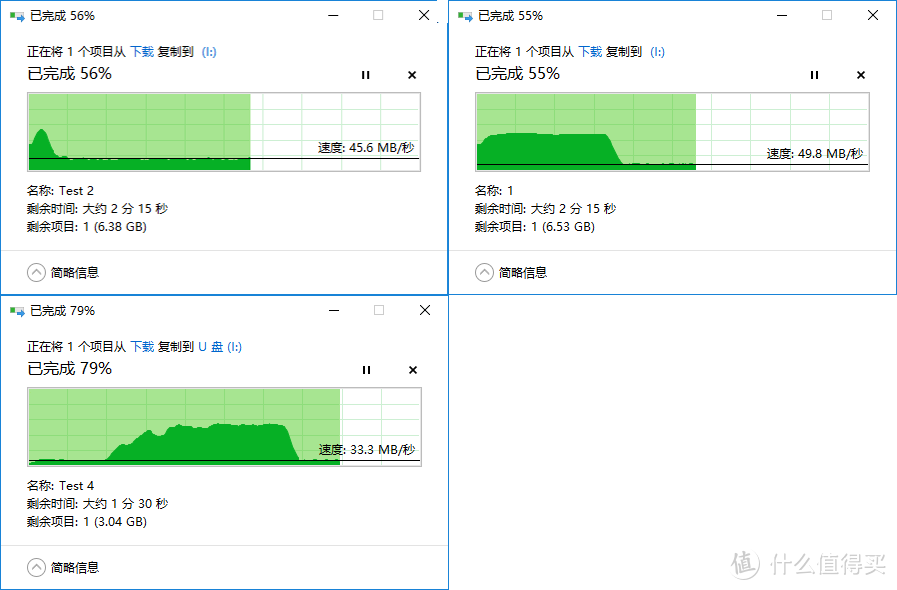 已完成 56%
正在将 1 个项目从 下载 复制到 (I:)
已完成 56%
速度: 45.6 MB/秒
名称: Test 2
剩余时间: 大约 2 分 15 秒
剩余项目: 1 (6.38 GB)
简略信息
已完成 55%
正在将 1 个项目从 下载 复制到 (I:)
已完成 55%
速度: 49.8 MB/秒
名称: 1
剩余时间: 大约 2 分 15 秒
剩余项目: 1 (6.53 GB)
简略信息
已完成 79%
正在将 1 个项目从 下载 复制到 U 盘 (I:)
已完成 79%
速度: 33.3 MB/秒
名称: Test 4
剩余时间: 大约 1 分 30 秒
剩余项目: 1 (3.04 GB)
简略信息
值 什么值得买